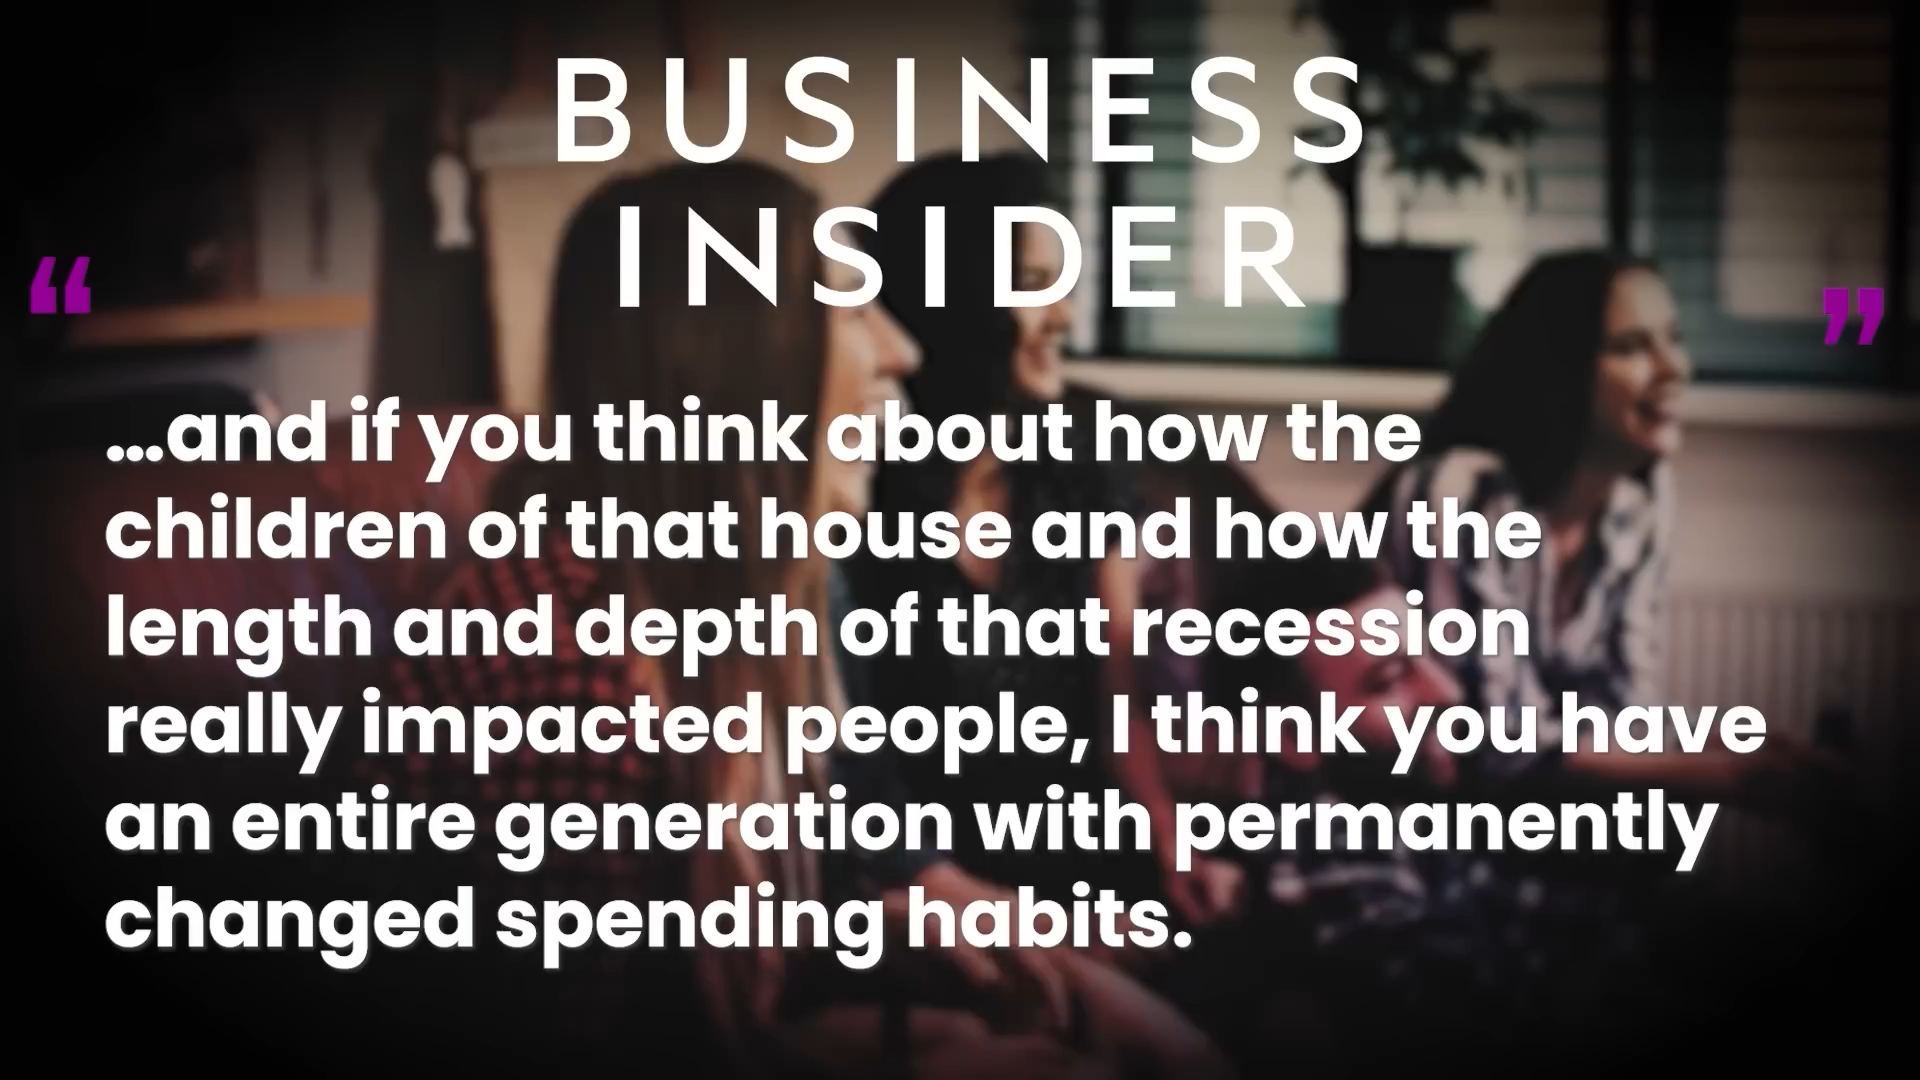 BUSINESS
INSIDER
“ ”
...and if you think about how the
children of that house and how the
length and depth of that recession
really impacted people, I think you have
an entire generation with permanently
changed spending habits.